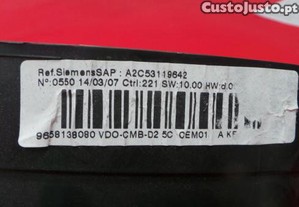 CustoJusto.pt
Ref.SiemensSAP : A2C53119642
Nº:0550 14/03/07 Ctrl:221 SW:10.00 HW:d.0
9658138080 VDO-CMB-D2 5C CEM01 A KF